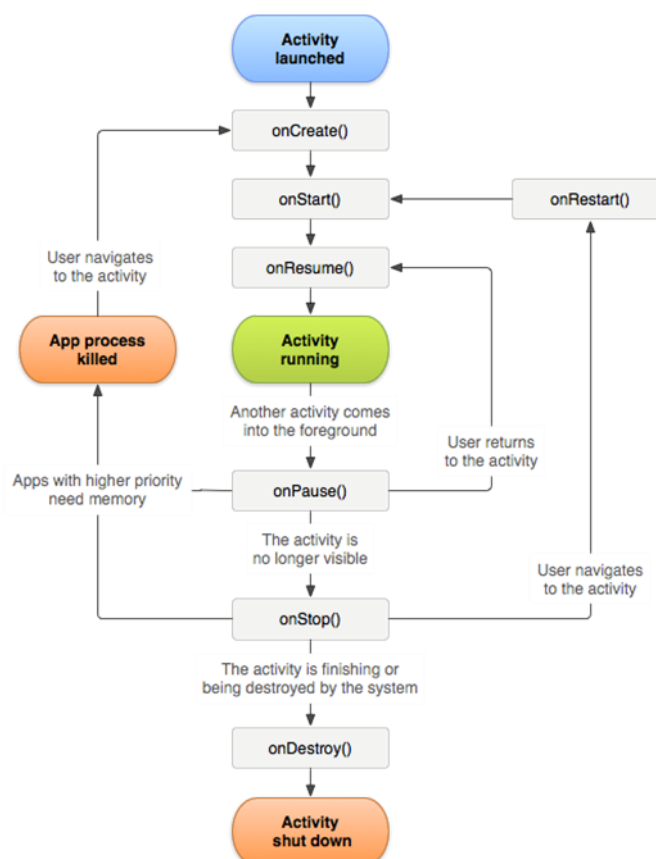 Activity
launched
onCreate()
onStart()
onRestart()
User navigates
to the activity
onResume()
App process
killed
Activity
running
Another activity comes
into the foreground
User returns
to the activity
Apps with higher priority
need memory
onPause()
The activity is
no longer visible
User navigates
to the activity
onStop()
The activity is finishing or
being destroyed by the system
onDestroy()
Activity
shut down